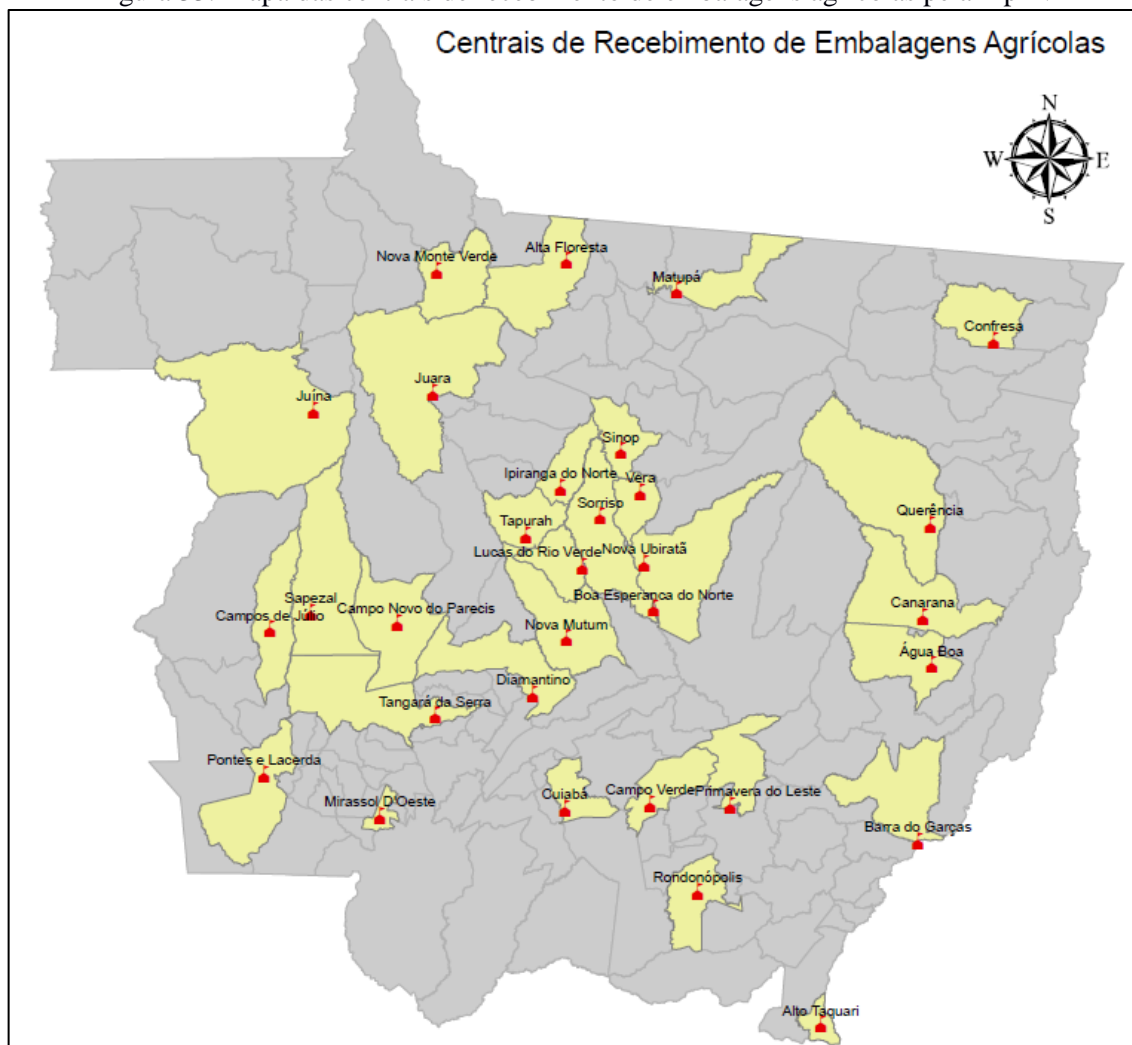 Centrais de Recebimento de Embalagens Agrícolas
N
W E
S
Alta Floresta
Nova Monte Verde
Matupá
Confresa
Juara
Juína
Sinop
Ipiranga do Norte
Vera
Sorriso
Querência
Tapurah
Lucas do Rio Verde
Nova Ubiratã
Boa Esperança do Norte
Sapezal
Campo Novo do Parecis
Canarana
Campos de Júlio
Nova Mutum
Água Boa
Diamantino
Tangará da Serra
Pontes e Lacerda
Mirassol D'Oeste
Cuiabá
Campo Verde
Primavera do Leste
Barra do Garças
Rondonópolis
Alto Taquari